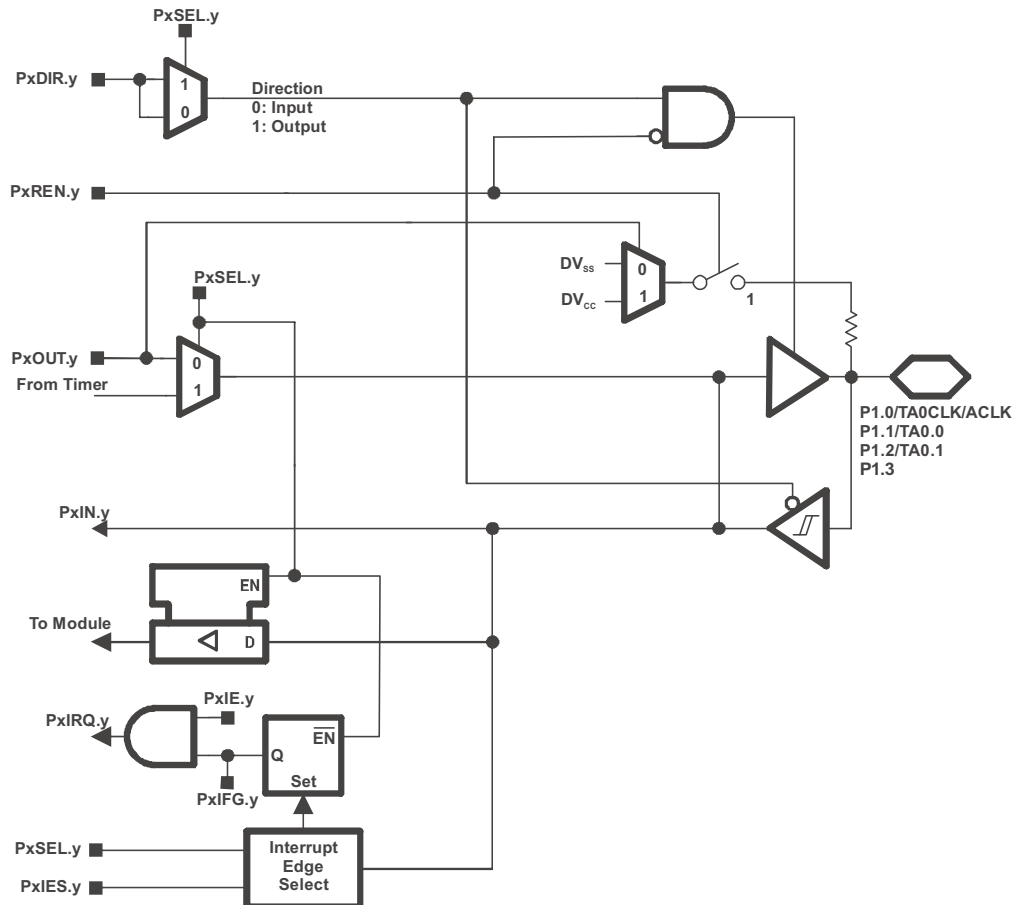 PxSEL.y
PxDIR.y
1
0
Direction
0: Input
1: Output
PxREN.y
PxSEL.y
DVSS
0
DVCC
1
1
PxOUT.y
0
From Timer
1
P1.0/TA0CLK/ACLK
P1.1/TA0.0
P1.2/TA0.1
P1.3
PxIN.y
EN
To Module
D
PxIE.y
PxIRQ.y
EN
Q
Set
PxIFG.y
PxSEL.y
Interrupt
Edge
Select
PxIES.y